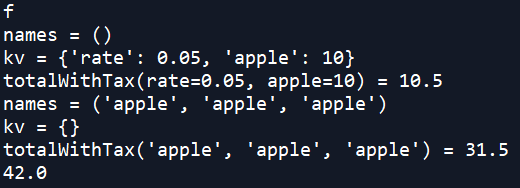 f
names = ()
kv = {'rate': 0.05, 'apple': 10}
totalWithTax(rate=0.05, apple=10) = 10.5
names = ('apple', 'apple', 'apple')
kv = {}
totalWithTax('apple', 'apple', 'apple') = 31.5
42.0